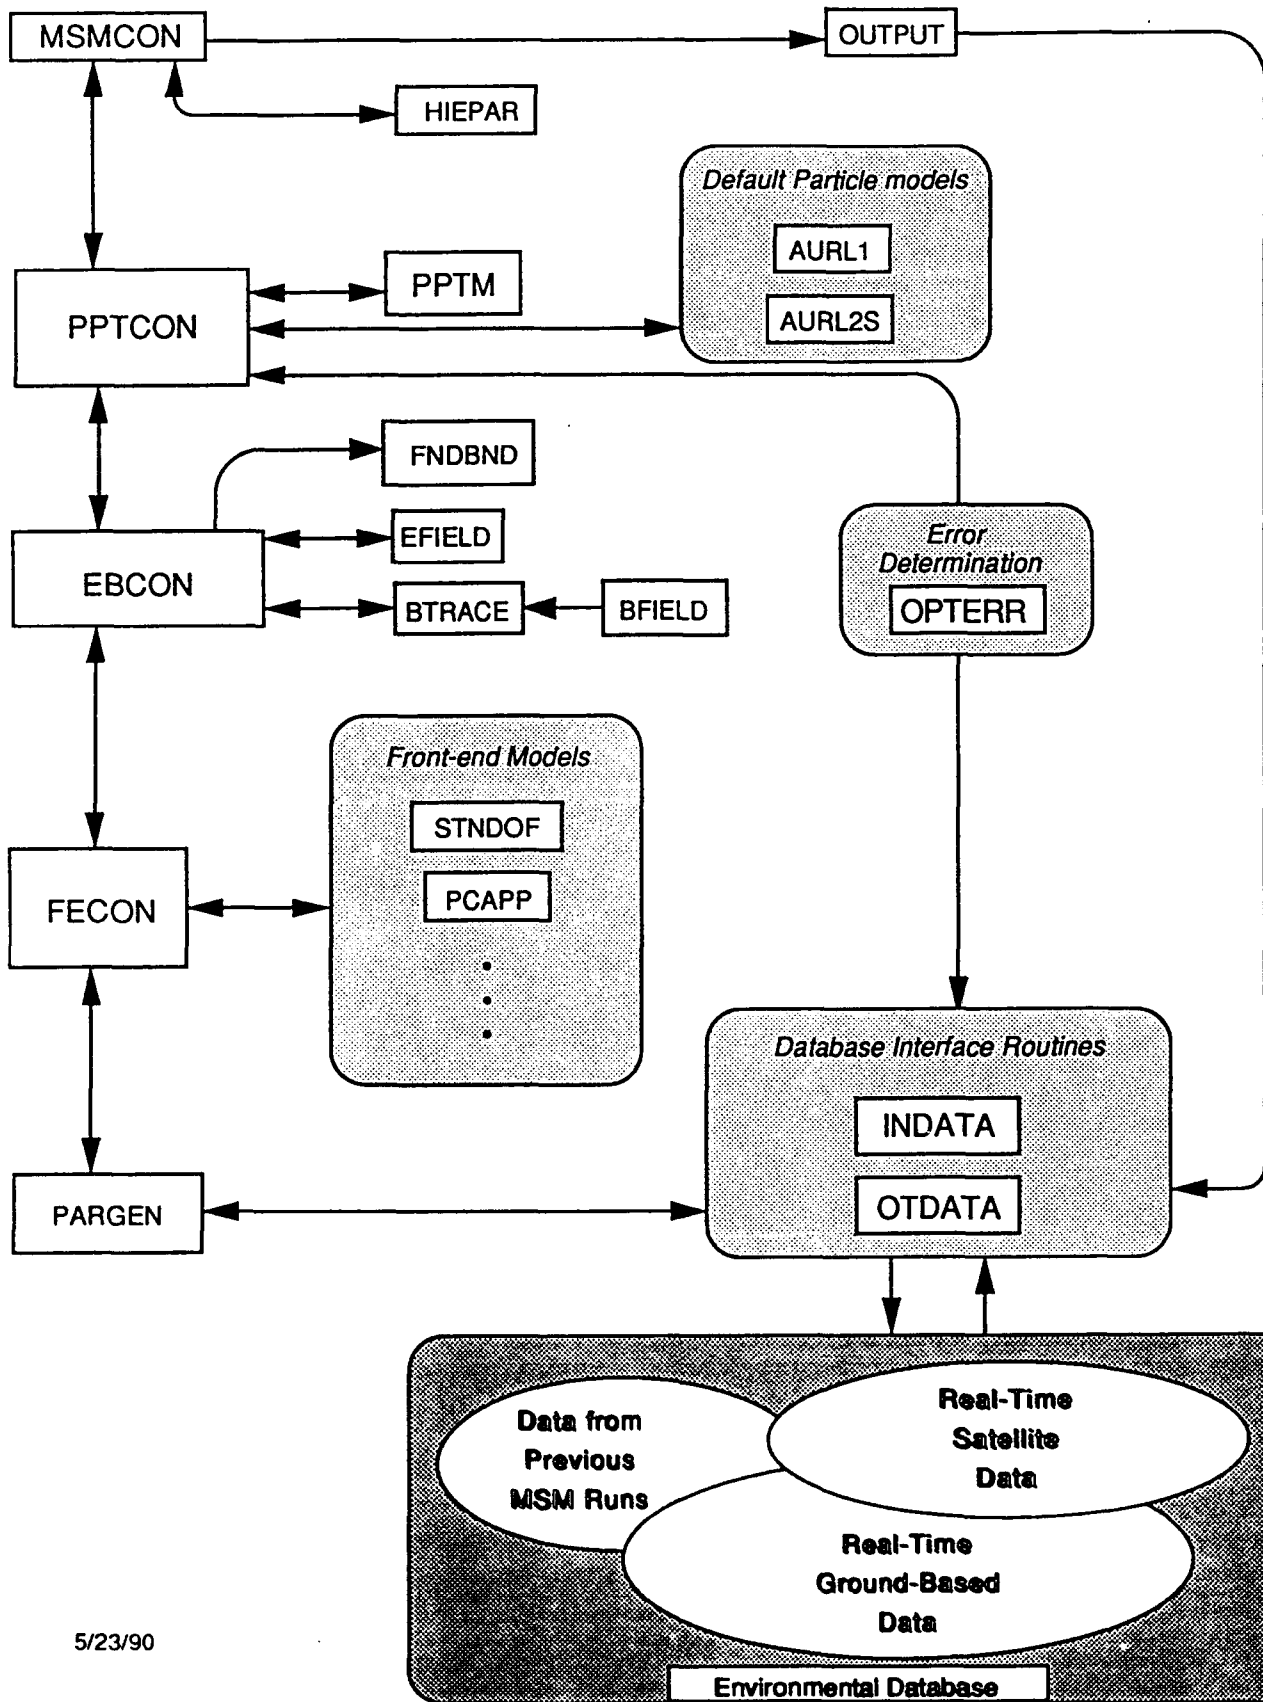 MSMCON
OUTPUT
HIEPAR
Default Particle models
AURL1
AURL2S
PPTM
PPTCON
FNDBND
EFIELD
EBCON
BTRACE
BFIELD
Error
Determination
OPTERR
Front-end Models
STNDOF
PCAPP
FECON
Database Interface Routines
INDATA
OTDATA
PARGEN
Data from
Previous
MSM Runs
Real-Time
Satellite
Data
Real-Time
Ground-Based
Data
5/23/90
Environmental Database